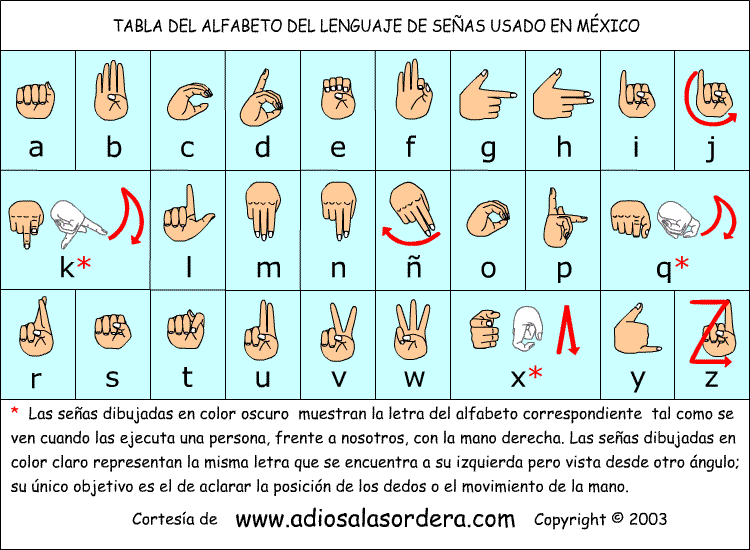 TABLA DEL ALFABETO DEL LENGUAJE DE SEÑAS USADO EN MÉXICO
a b c d e f g h i j
k* l m n ñ o p q*
r s t u v w x* y z
* Las señas dibujadas en color oscuro muestran la letra del alfabeto correspondiente tal como se
ven cuando las ejecuta una persona, frente a nosotros, con la mano derecha. Las señas dibujadas en
color claro representan la misma letra que se encuentra a su izquierda pero vista desde otro ángulo;
su único objetivo es el de aclarar la posición de los dedos o el movimiento de la mano.
Cortesía de www.adiosalasordera.com Copyright © 2003